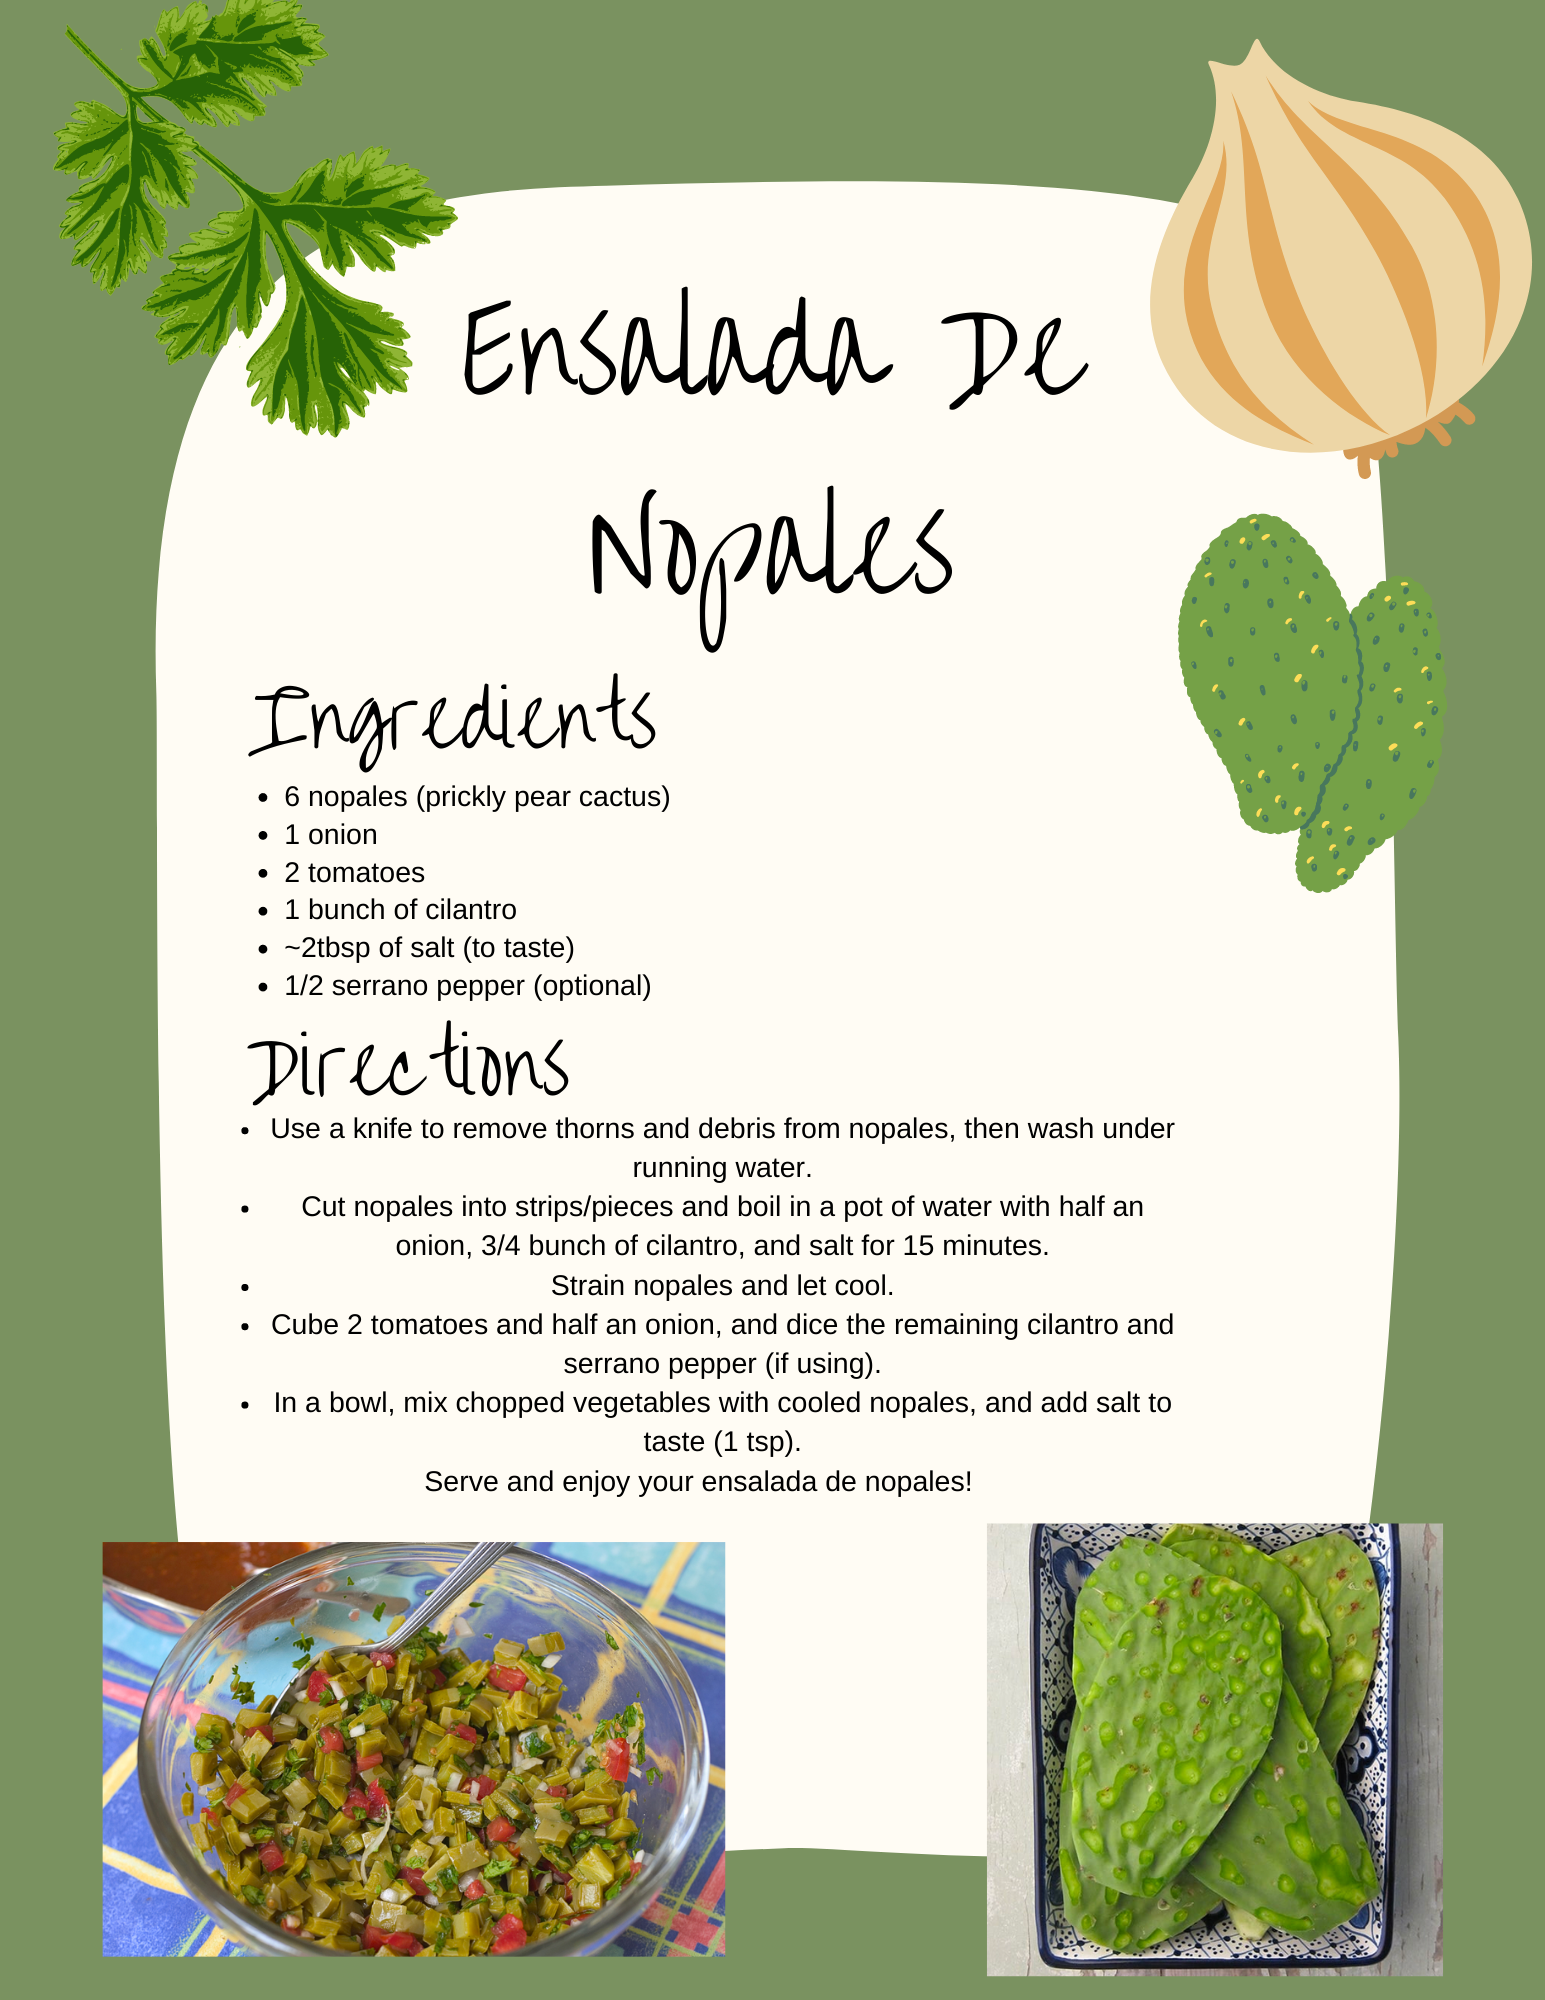 Ensalada De
Nopales
Ingredients
• 6 nopales (prickly pear cactus)
• 1 onion
• 2 tomatoes
• 1 bunch of cilantro
• ~2tbsp of salt (to taste)
• 1/2 serrano pepper (optional)
Directions
• Use a knife to remove thorns and debris from nopales, then wash under
running water.
• Cut nopales into strips/pieces and boil in a pot of water with half an
onion, 3/4 bunch of cilantro, and salt for 15 minutes.
• Strain nopales and let cool.
• Cube 2 tomatoes and half an onion, and dice the remaining cilantro and
serrano pepper (if using).
• In a bowl, mix chopped vegetables with cooled nopales, and add salt to
taste (1 tsp).
Serve and enjoy your ensalada de nopales!